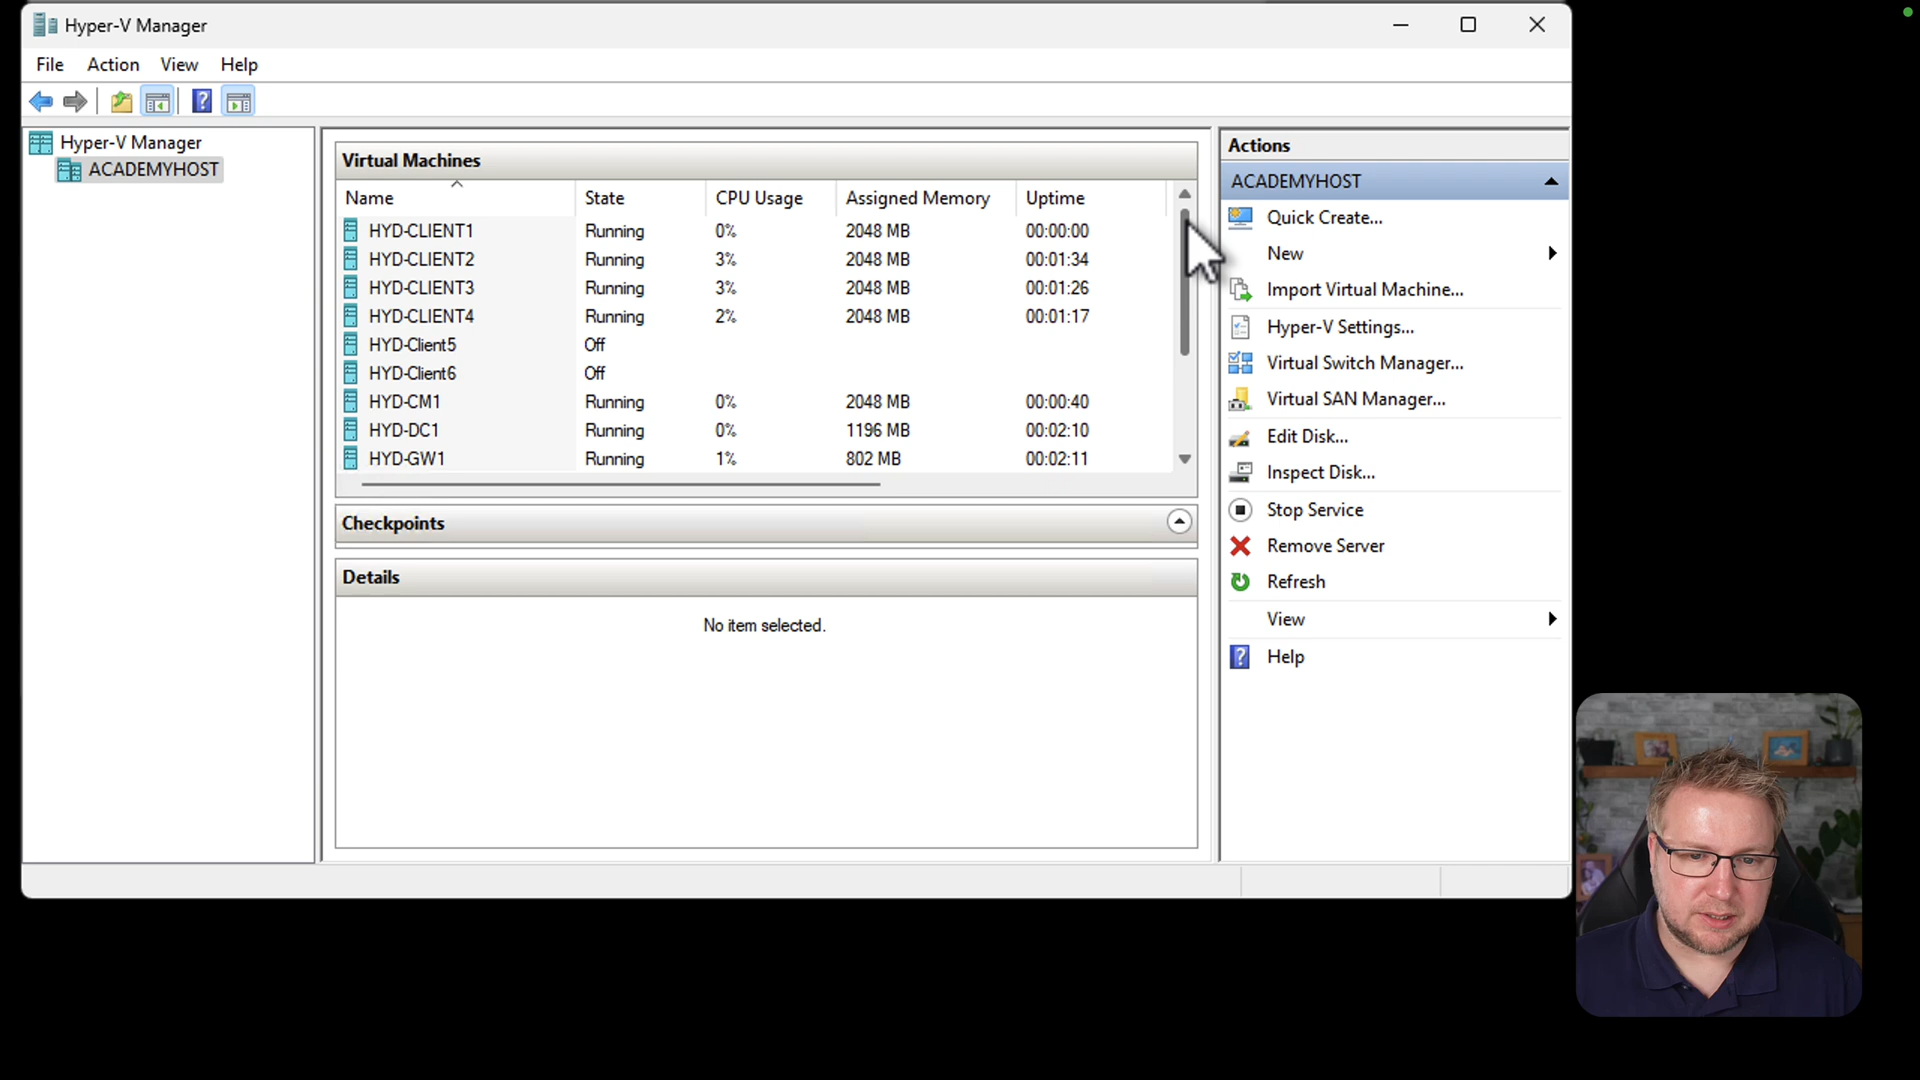 Hyper-V Manager
File Action View Help
Hyper-V Manager
ACADEMYHOST
Virtual Machines
Name State CPU Usage Assigned Memory Uptime
HYD-CLIENT1 Running 0% 2048 MB 00:00:00
HYD-CLIENT2 Running 3% 2048 MB 00:01:34
HYD-CLIENT3 Running 3% 2048 MB 00:01:26
HYD-CLIENT4 Running 2% 2048 MB 00:01:17
HYD-Client5 Off
HYD-Client6 Off
HYD-CM1 Running 0% 2048 MB 00:00:40
HYD-DC1 Running 0% 1196 MB 00:02:10
HYD-GW1 Running 1% 802 MB 00:02:11
Checkpoints
Details
No item selected.
Actions
ACADEMYHOST
Quick Create...
New
Import Virtual Machine...
Hyper-V Settings...
Virtual Switch Manager...
Virtual SAN Manager...
Edit Disk...
Inspect Disk...
Stop Service
Remove Server
Refresh
View
Help